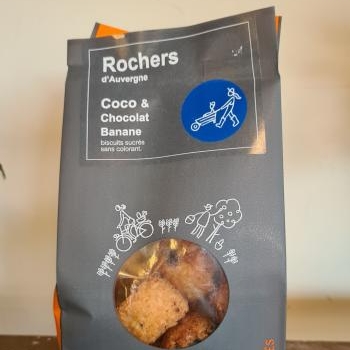 Rochers
d'Auvergne
Coco &
Chocolat
Banane
biscuits sucrés
sans colorant.